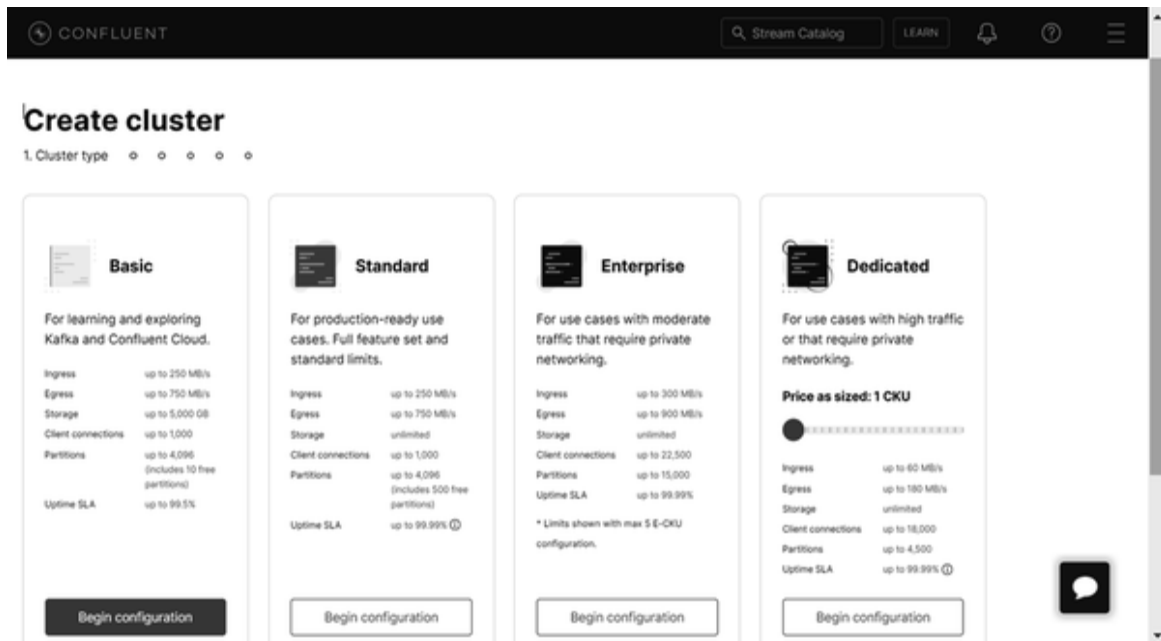 CONFLUENT
Stream Catalog
LEARN
Create cluster
1. Cluster type
Basic
For learning and exploring
Kafka and Confluent Cloud.
Ingress up to 250 MB/s
Egress up to 750 MB/s
Storage up to 5,000 GB
Client connections up to 1,000
Partitions up to 4,096
(includes 10 free
partitions)
Uptime SLA up to 99.5%
Begin configuration
Standard
For production-ready use
cases. Full feature set and
standard limits.
Ingress up to 250 MB/s
Egress up to 750 MB/s
Storage unlimited
Client connections up to 1,000
Partitions up to 4,096
(includes 500 free
partitions)
Uptime SLA up to 99.99%
Begin configuration
Enterprise
For use cases with moderate
traffic that require private
networking.
Ingress up to 300 MB/s
Egress up to 900 MB/s
Storage unlimited
Client connections up to 22,500
Partitions up to 15,000
Uptime SLA up to 99.99%
* Limits shown with max 5 E-CKU
configuration.
Begin configuration
Dedicated
For use cases with high traffic
or that require private
networking.
Price as sized: 1 CKU
Ingress up to 60 MB/s
Egress up to 180 MB/s
Storage unlimited
Client connections up to 18,000
Partitions up to 4,500
Uptime SLA up to 99.99%
Begin configuration